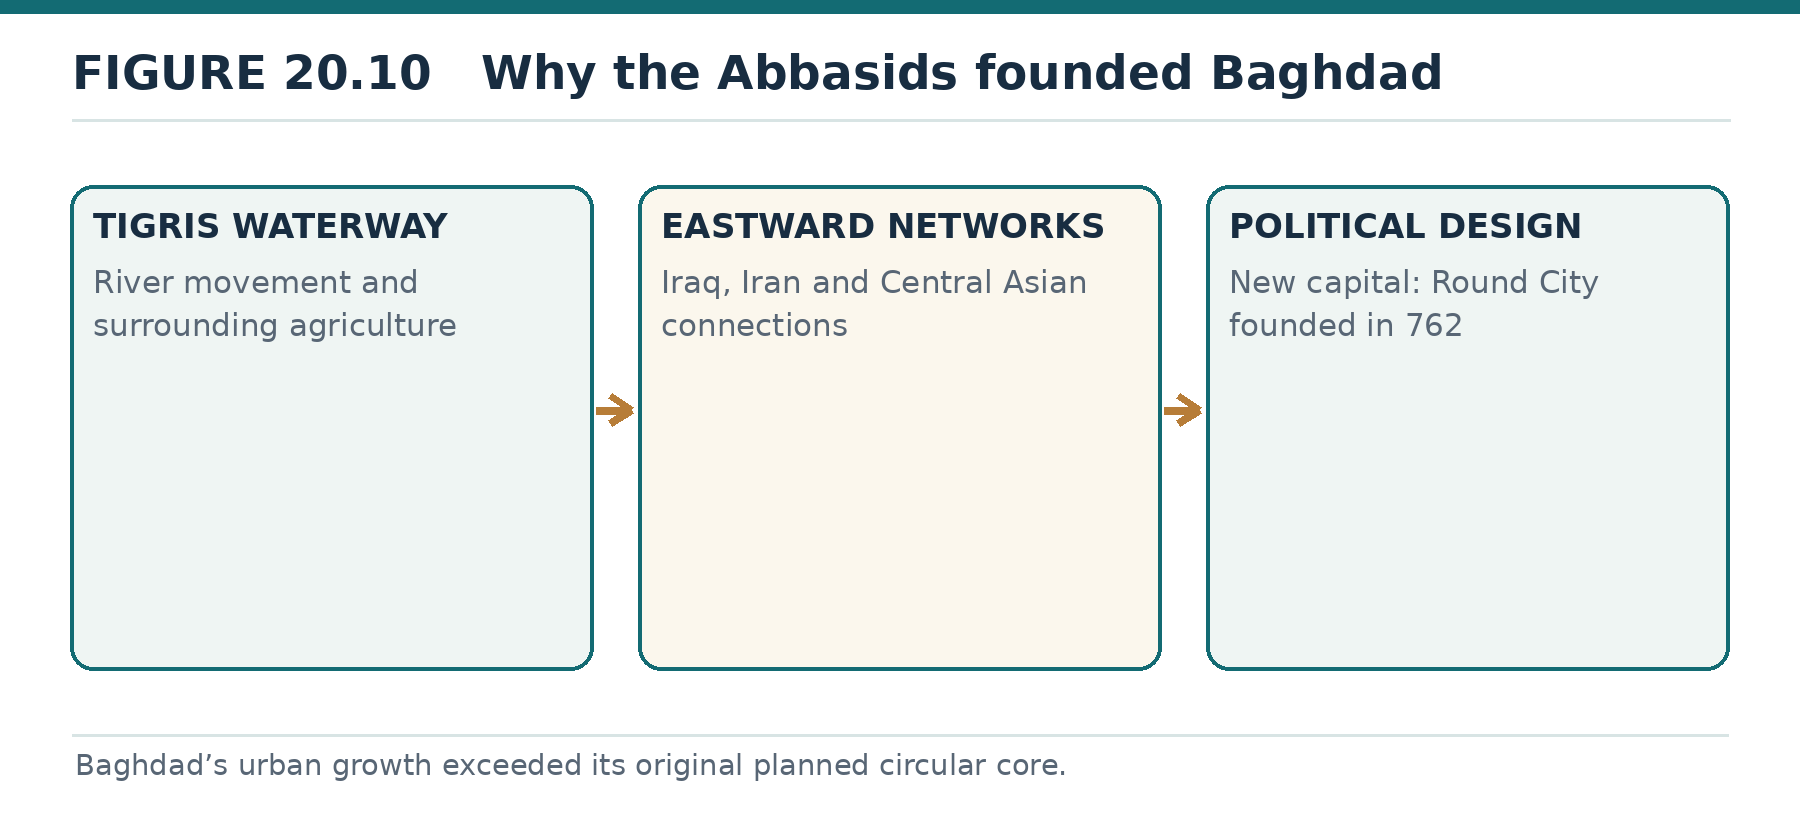 FIGURE 20.10 Why the Abbasids founded Baghdad
TIGRIS WATERWAY
River movement and
surrounding agriculture
EASTWARD NETWORKS
Iraq, Iran and Central Asian
connections
POLITICAL DESIGN
New capital: Round City
founded in 762
Baghdad’s urban growth exceeded its original planned circular core.